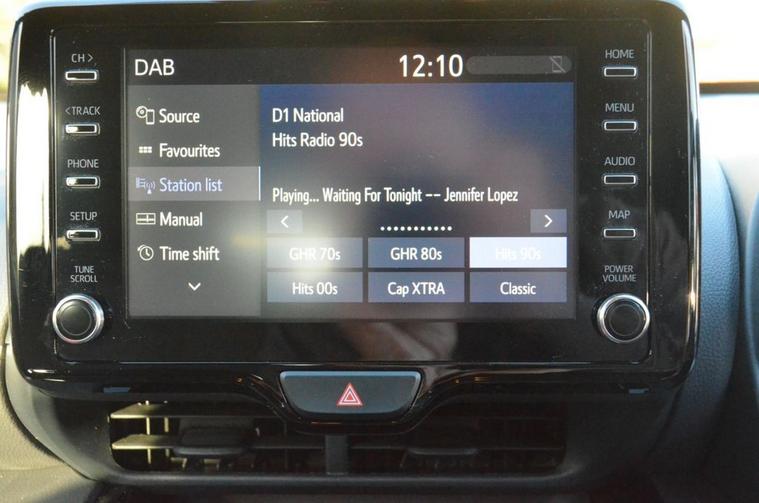 CH >
< TRACK
PHONE
SETUP
TUNE
SCROLL
DAB
12:10
Source
Favourites
Station list
Manual
Time shift
D1 National
Hits Radio 90s
Playing... Waiting For Tonight -- Jennifer Lopez
< >
GHR 70s GHR 80s Hits 90s
Hits 00s Cap XTRA Classic
HOME
MENU
AUDIO
MAP
POWER
VOLUME